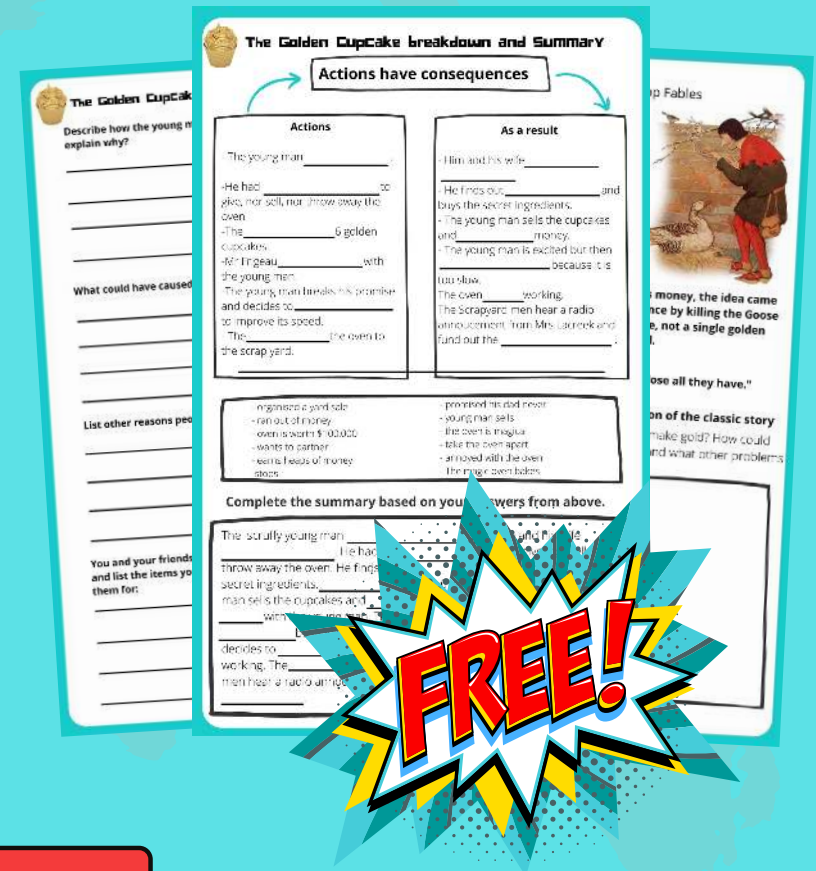 The Golden CupCak
Describe how the young m
explain why?
What could have caused
List other reasons peo
You and your friends
and list the items yo
them for:
The Golden CupCake breakdown and Summary
Actions have consequences
Actions
- The young man
-He had to
give, nor sell, nor throw away the
oven
-The 6 golden
cupcakes.
-Mr Frigeau with
the young man.
The young man breaks his promise
and decides to
to improve its speed.
The the oven to
the scrap yard.
As a result
- Him and his wife
- He finds out and
buys the secret ingredients.
- The young man sells the cupcakes
and money.
- The young man is excited but then
because it is
too slow.
The oven working.
The Scrapyard men hear a radio
annoucement from Mrs and
fund out the .
- organised a yard sale
- ran out of money
- oven is worth $100,000
- wants to partner
- earns heaps of money
stops
- promised his dad never
- young man sells
- the oven is magical
- take the oven apart
- annoyed with the oven
The magic oven bakes
Complete the summary based on your answers from above.
The scruffy young man and his
He had
throw away the oven. He finds
secret ingredients.
man sells the cupcakes and
with the young man.
decides to
working. The
men hear a radio
p Fables
money, the idea came
nce by killing the Goose
e, not a single golden
ose all they have."
on of the classic story
make gold? How could
nd what other problems
FREE!